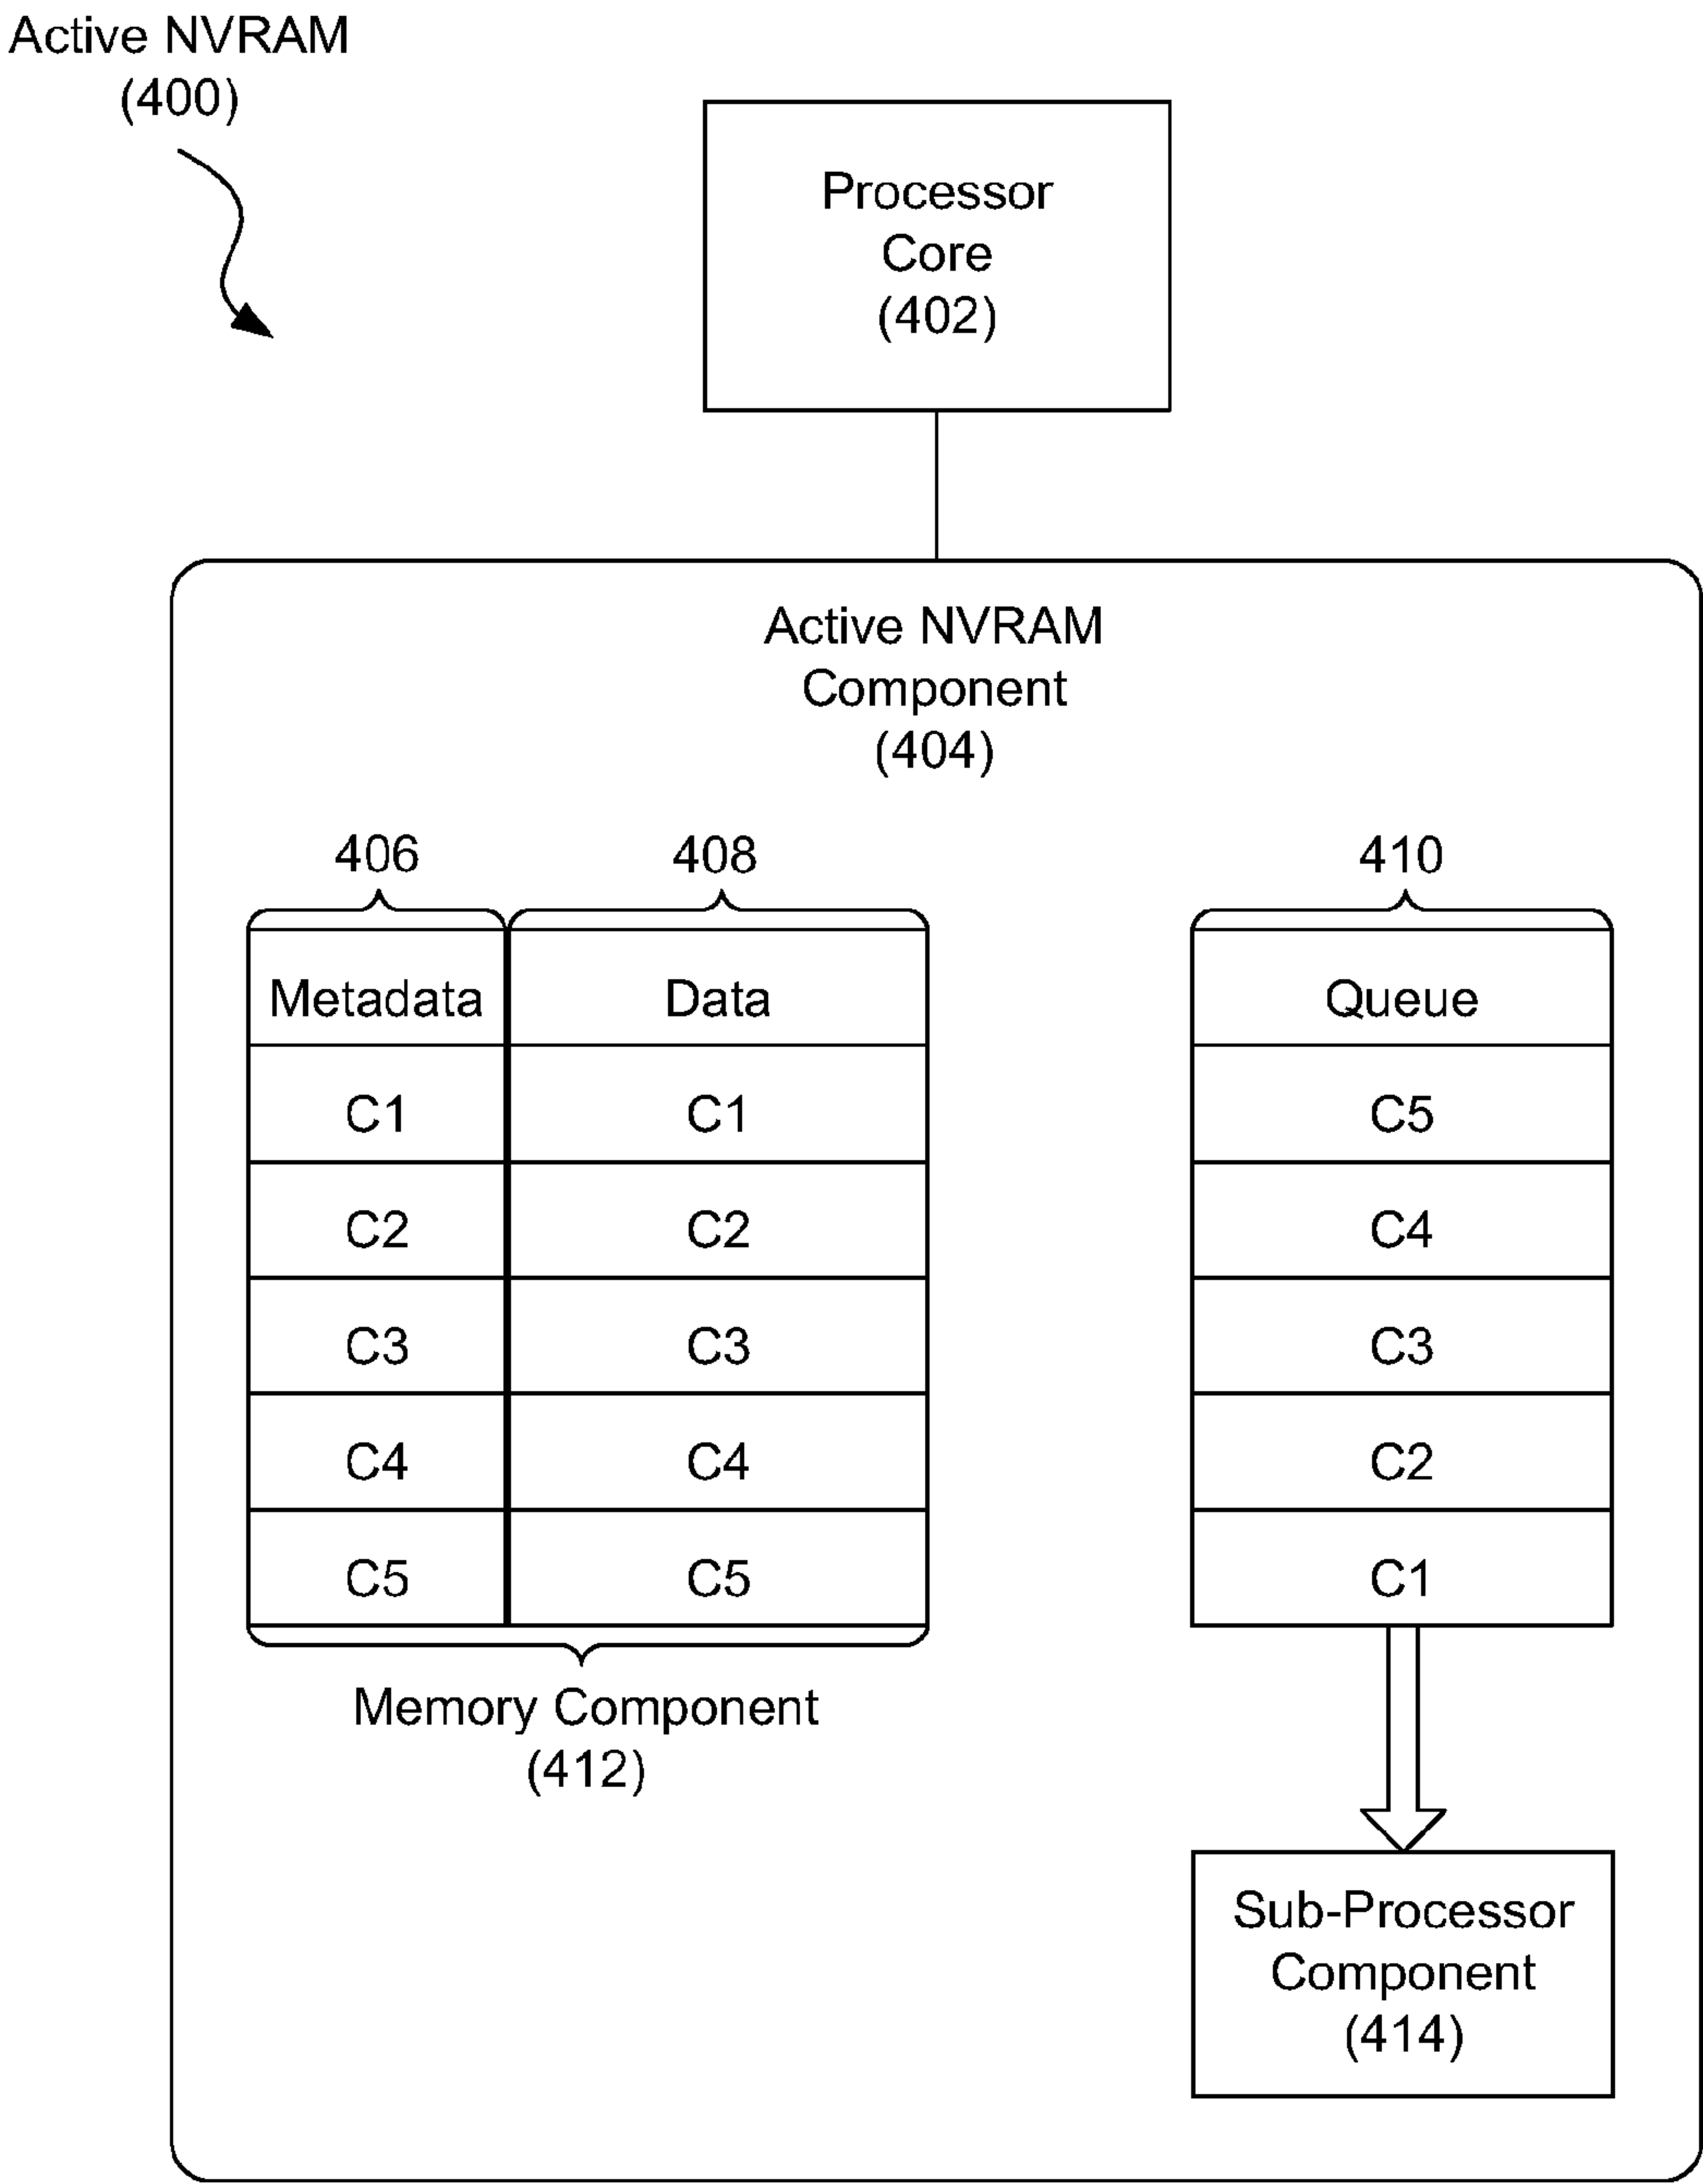 Active NVRAM
(400)
Processor
Core
(402)
Active NVRAM
Component
(404)
406 408 410
Metadata Data Queue
C1 C1 C5
C2 C2 C4
C3 C3 C3
C4 C4 C2
C5 C5 C1
Memory Component
(412)
Sub-Processor
Component
(414)